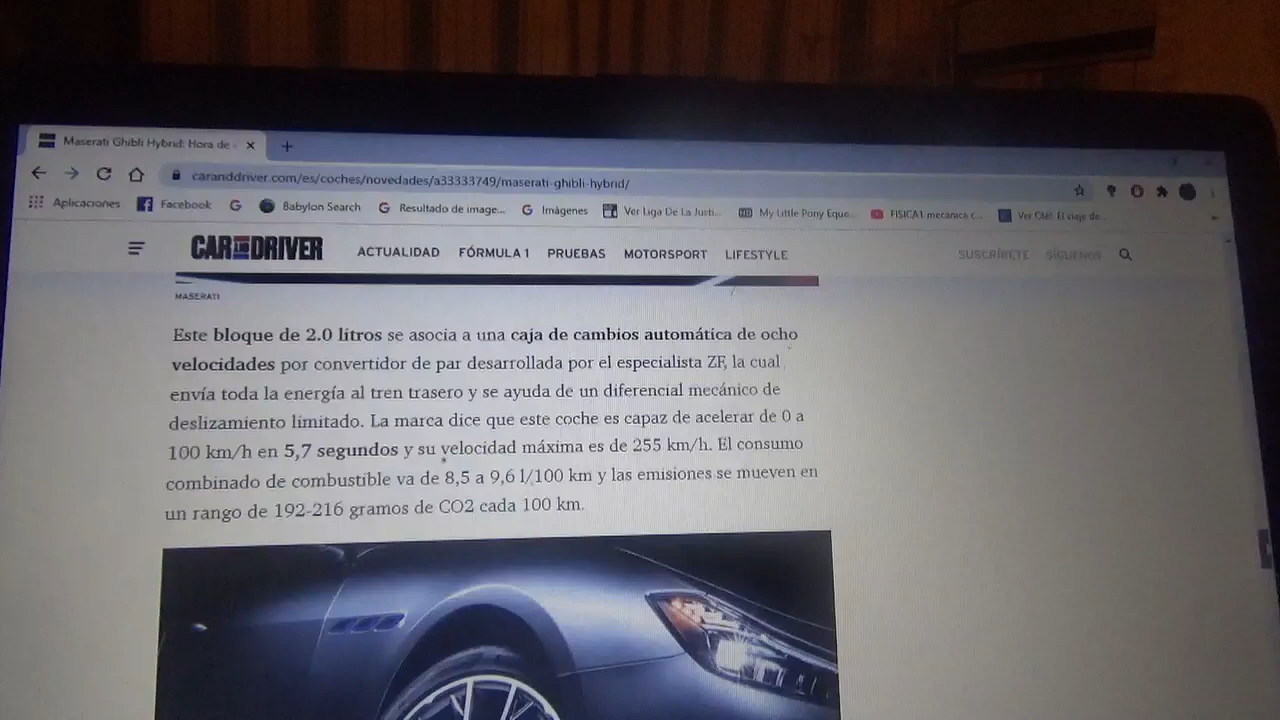 Maserati Ghibli Hybrid: Hora de
caranddriver.com/es/coches/novedades/a33333749/maserati-ghibli-hybrid/
Aplicaciones Facebook Babylon Search Resultado de image... Imágenes Ver Liga De La Justi... My Little Pony Eque... FISICA1 mecánica c... Ver Olé! El viaje de...
CAR AND DRIVER ACTUALIDAD FÓRMULA 1 PRUEBAS MOTORSPORT LIFESTYLE SUSCRÍBETE SÍGUENOS
MASERATI
Este bloque de 2.0 litros se asocia a una caja de cambios automática de ocho
velocidades por convertidor de par desarrollada por el especialista ZF, la cual
envía toda la energía al tren trasero y se ayuda de un diferencial mecánico de
deslizamiento limitado. La marca dice que este coche es capaz de acelerar de 0 a
100 km/h en 5,7 segundos y su velocidad máxima es de 255 km/h. El consumo
combinado de combustible va de 8,5 a 9,6 l/100 km y las emisiones se mueven en
un rango de 192-216 gramos de CO2 cada 100 km.